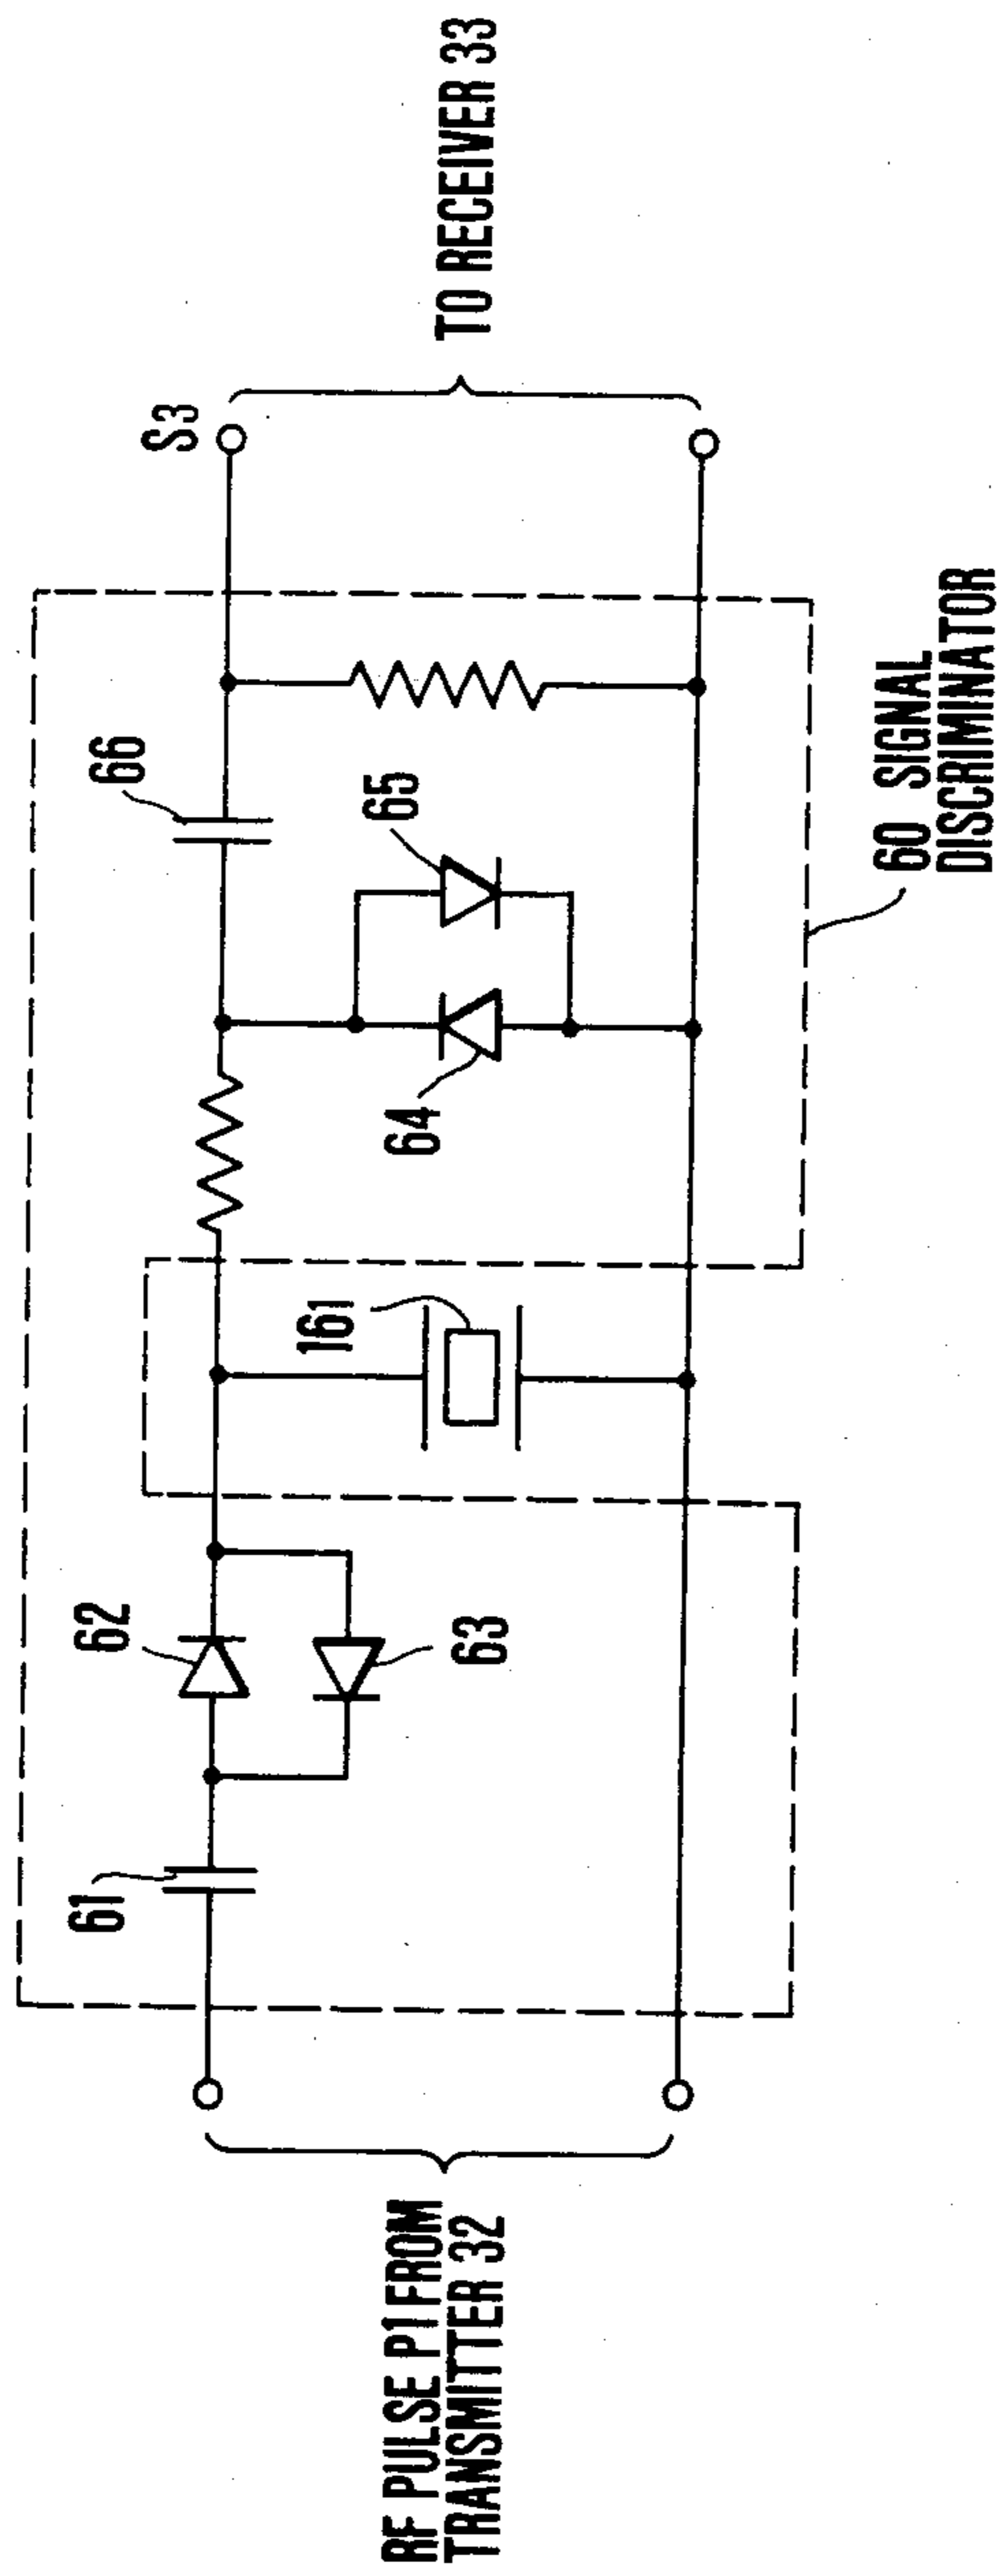 RF PULSE P1 FROM
TRANSMITTER 32
61
62
63
161
64
65
66
S3
TO RECEIVER 33
60 SIGNAL
DISCRIMINATOR